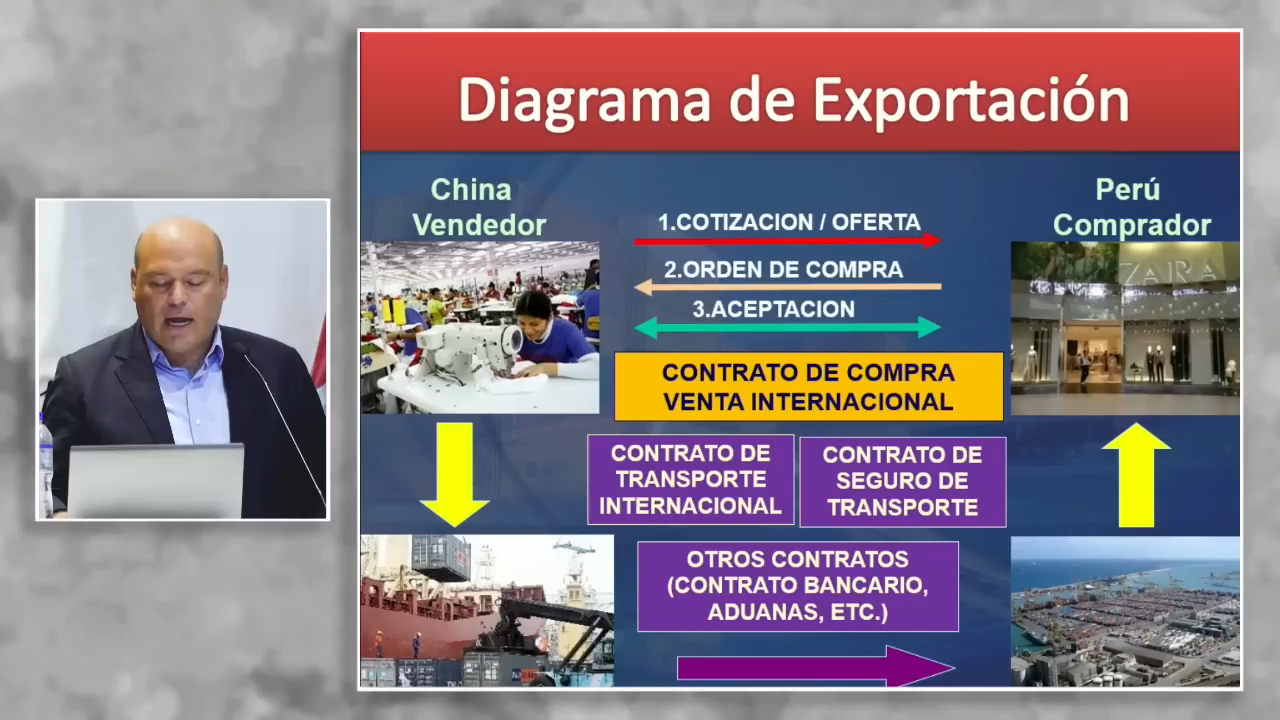 Diagrama de Exportación
China
Vendedor
Perú
Comprador
1.COTIZACION / OFERTA
2.ORDEN DE COMPRA
3.ACEPTACION
ZARA
CONTRATO DE COMPRA
VENTA INTERNACIONAL
CONTRATO DE
TRANSPORTE
INTERNACIONAL
CONTRATO DE
SEGURO DE
TRANSPORTE
OTROS CONTRATOS
(CONTRATO BANCARIO,
ADUANAS, ETC.)